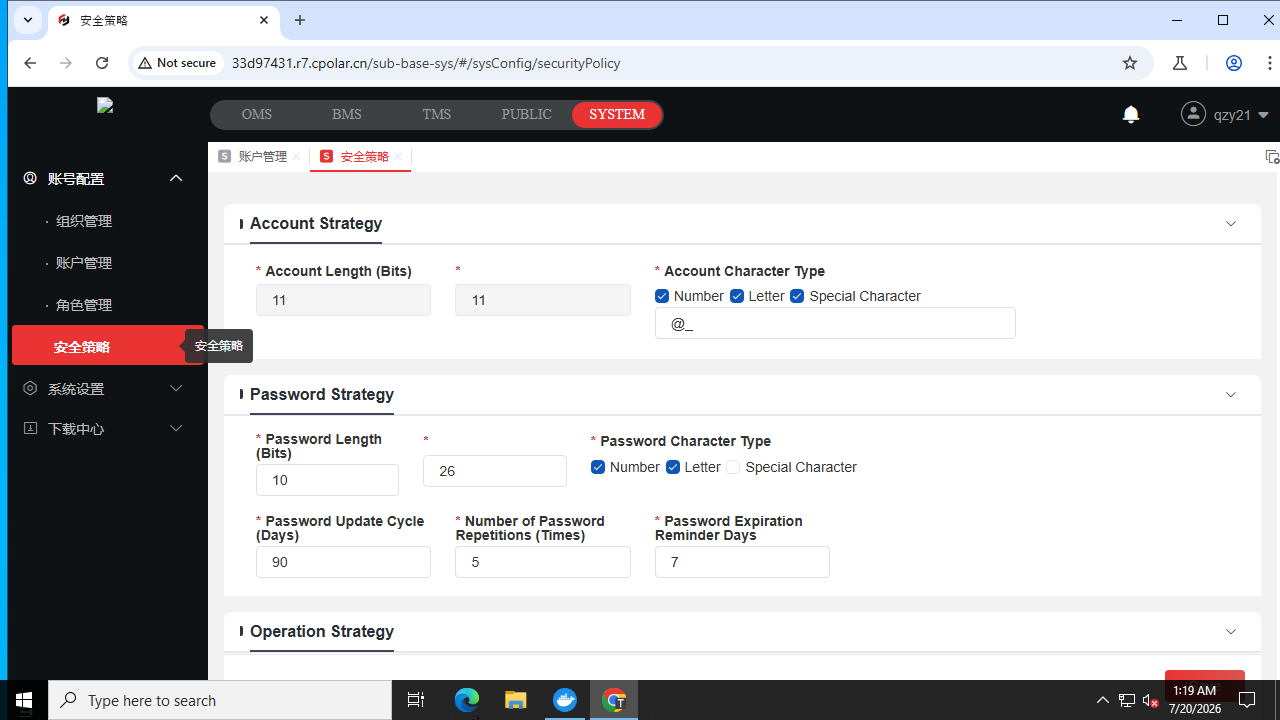 安全策略
Not secure
33d97431.r7.cpolar.cn/sub-base-sys/#/sysConfig/securityPolicy
OMS BMS TMS PUBLIC SYSTEM
qzy21
S 账户管理
S 安全策略
账号配置
· 组织管理
· 账户管理
· 角色管理
安全策略
安全策略
系统设置
下载中心
Account Strategy
* Account Length (Bits)
*
* Account Character Type
11
11
Number Letter Special Character
@_
Password Strategy
* Password Length (Bits)
*
* Password Character Type
10
26
Number Letter Special Character
* Password Update Cycle (Days)
* Number of Password Repetitions (Times)
* Password Expiration Reminder Days
90
5
7
Operation Strategy
Type here to search
1:19 AM
7/20/2026